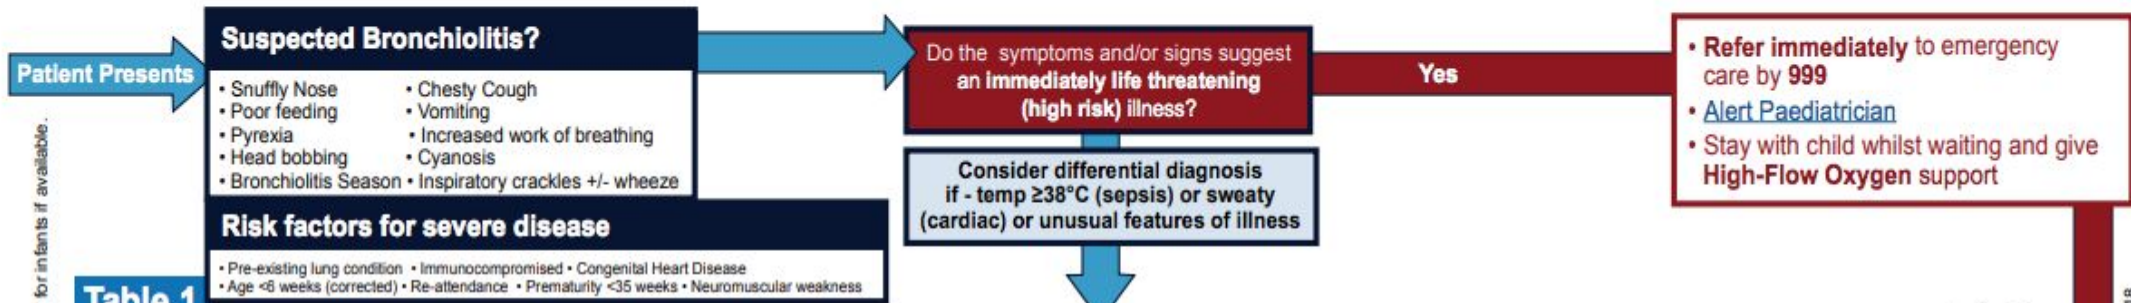 Patient Presents
Suspected Bronchiolitis?
• Snuffly Nose
• Chesty Cough
• Poor feeding
• Vomiting
• Pyrexia
• Increased work of breathing
• Head bobbing
• Cyanosis
• Bronchiolitis Season • Inspiratory crackles +/- wheeze
Risk factors for severe disease
• Pre-existing lung condition • Immunocompromised • Congenital Heart Disease
• Age <6 weeks (corrected) • Re-attendance • Prematurity <35 weeks • Neuromuscular weakness
Do the symptoms and/or signs suggest
an immediately life threatening
(high risk) illness?
Consider differential diagnosis
if - temp ≥38°C (sepsis) or sweaty
(cardiac) or unusual features of illness
Yes
• Refer immediately to emergency
care by 999
• Alert Paediatrician
• Stay with child whilst waiting and give
High-Flow Oxygen support
for infants if available.
Table 1